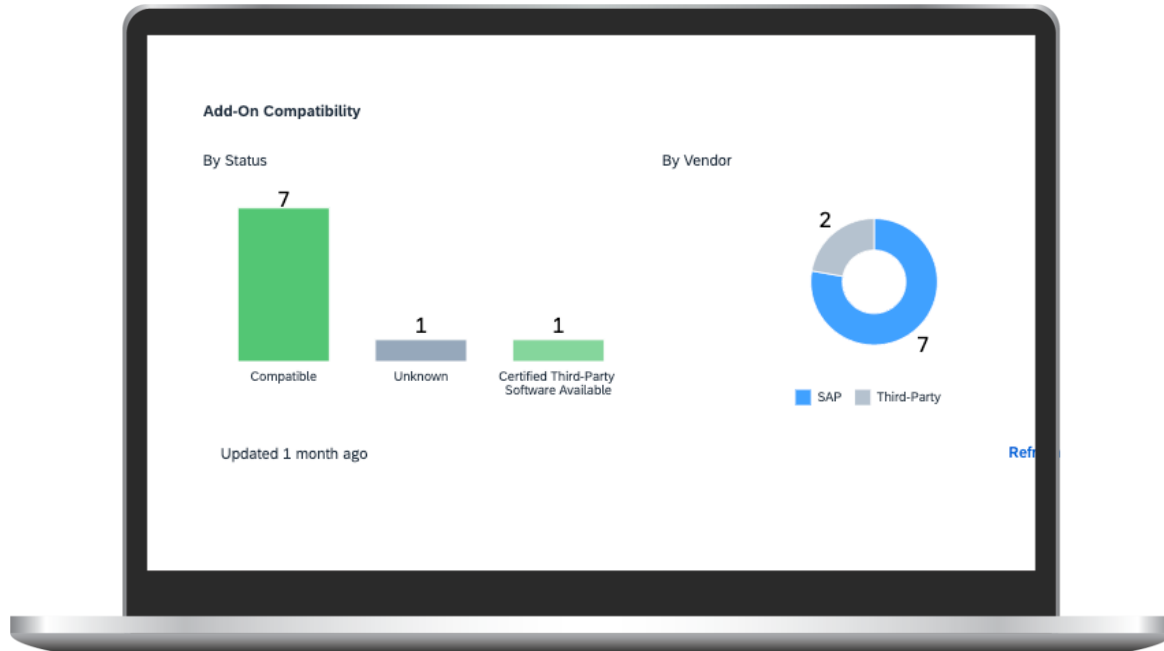 Add-On Compatibility
By Status
By Vendor
7
1
1
Compatible
Unknown
Certified Third-Party
Software Available
2
7
SAP
Third-Party
Updated 1 month ago